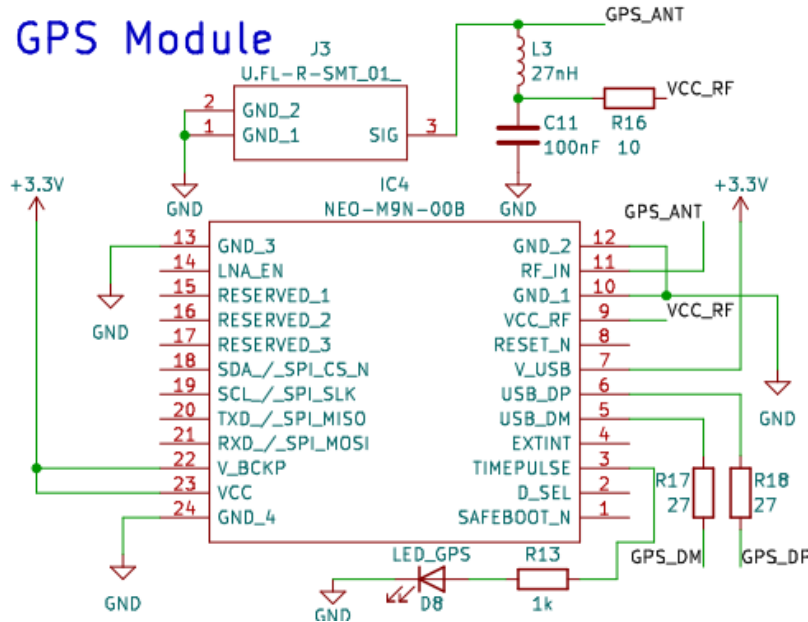 GPS Module
J3
U.FL-R-SMT_01_
2 GND_2
1 GND_1
SIG 3
GND
GPS_ANT
L3
27nH
VCC_RF
R16
10
C11
100nF
GND
+3.3V
IC4
NEO-M9N-00B
+3.3V
GPS_ANT
13 GND_3
14 LNA_EN
15 RESERVED_1
16 RESERVED_2
17 RESERVED_3
18 SDA_/_SPI_CS_N
19 SCL_/_SPI_SLK
20 TXD_/_SPI_MISO
21 RXD_/_SPI_MOSI
22 V_BCKP
23 VCC
24 GND_4
GND_2 12
RF_IN 11
GND_1 10
VCC_RF 9
RESET_N 8
V_USB 7
USB_DP 6
USB_DM 5
EXTINT 4
TIMEPULSE 3
D_SEL 2
SAFEBOOT_N 1
GND
VCC_RF
GND
R17
27
R18
27
GPS_DM
GPS_DP
LED_GPS
D8
R13
1k
GND
GND